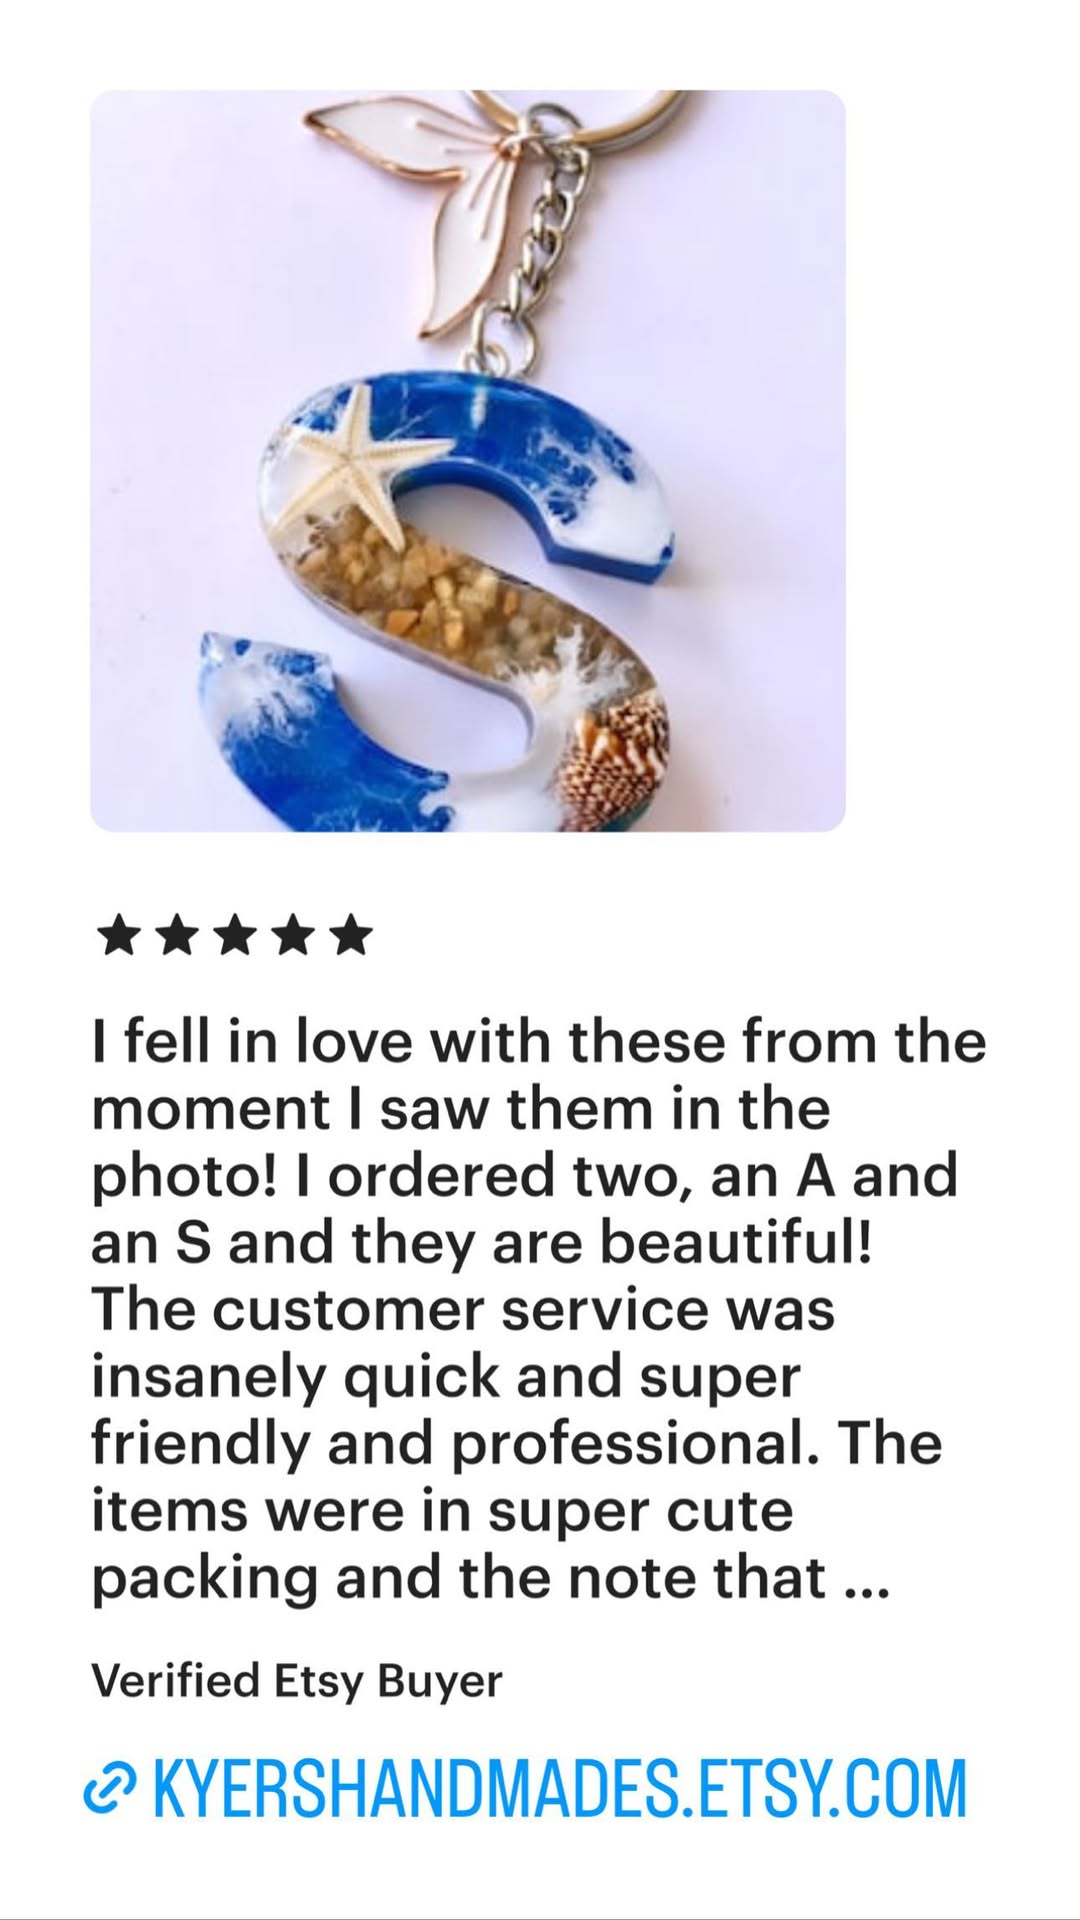 I fell in love with these from the
moment I saw them in the
photo! I ordered two, an A and
an S and they are beautiful!
The customer service was
insanely quick and super
friendly and professional. The
items were in super cute
packing and the note that ...
Verified Etsy Buyer
KYERSHANDMADES.ETSY.COM